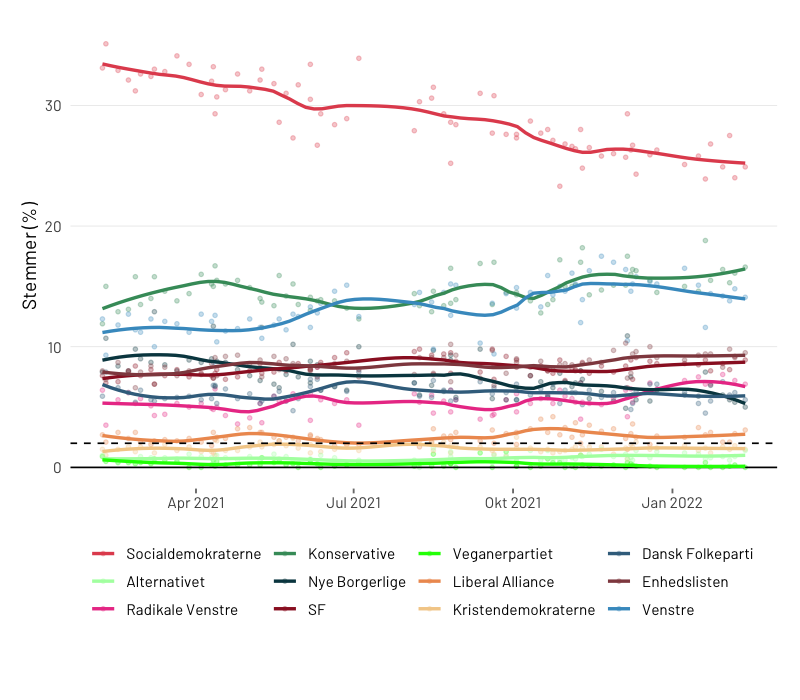 30
20
10
0
Stemmer(%)
Apr 2021
Jul 2021
Okt 2021
Jan 2022
Socialdemokraterne
Konservative
Veganerpartiet
Dansk Folkeparti
Alternativet
Nye Borgerlige
Liberal Alliance
Enhedslisten
Radikale Venstre
SF
Kristendemokraterne
Venstre